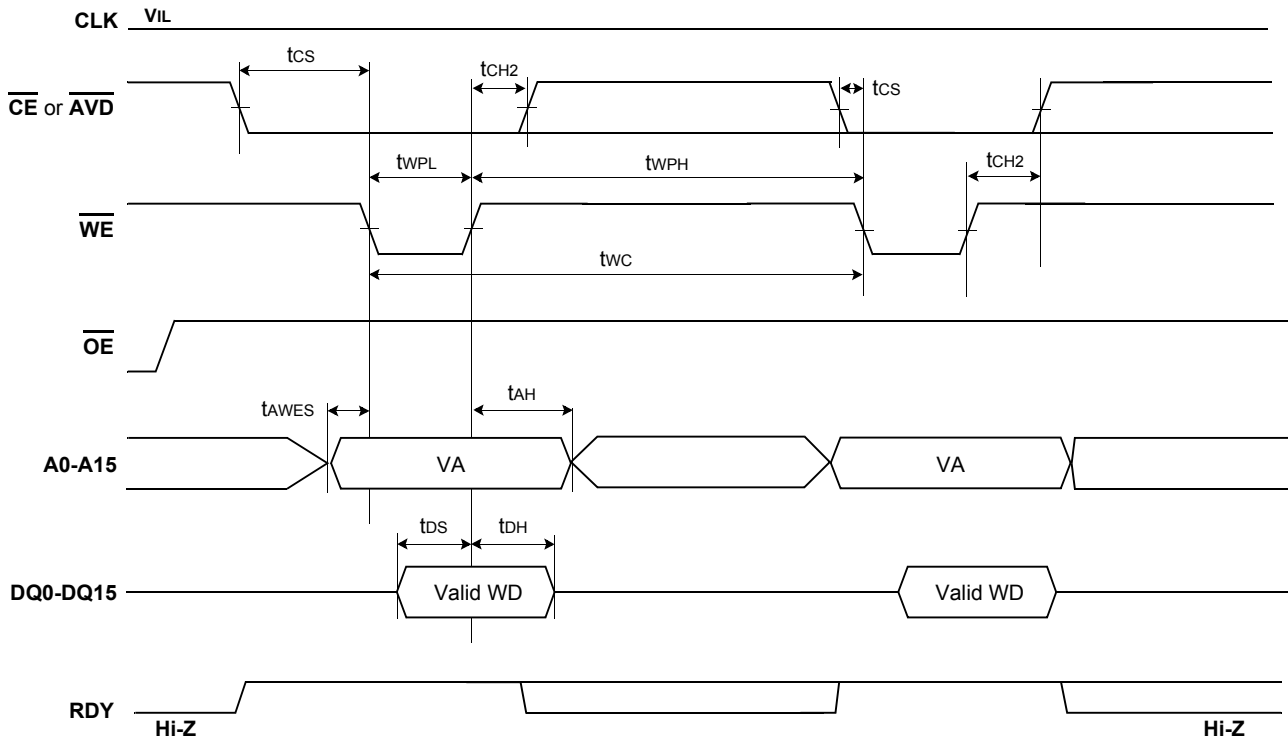 CLK VIL
tCS tCH2 tCS
CE or AVD
tWPL tWPH tCH2
WE
tWC
OE
tAWES tAH
A0-A15 VA VA
tDS tDH
DQ0-DQ15 Valid WD Valid WD
RDY
Hi-Z Hi-Z